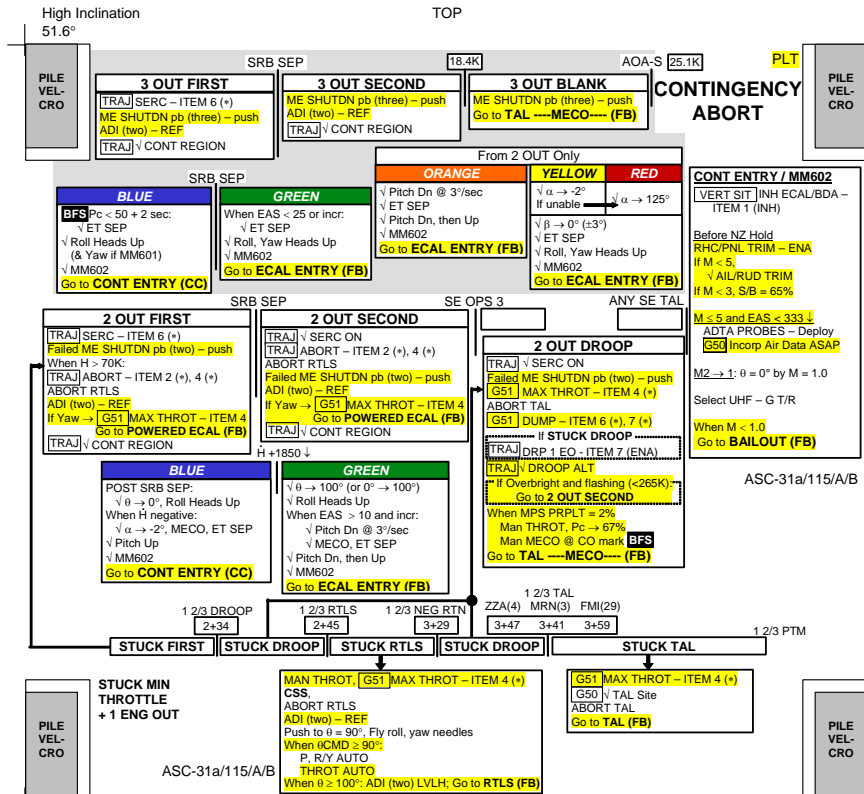 High Inclination
51.6°
TOP
PILE
VEL-
CRO
SRB SEP
18.4K
AOA-S 25.1K
PLT
PILE
VEL-
CRO
CONTINGENCY
ABORT
3 OUT FIRST
TRAJ SERC – ITEM 6 (*)
ME SHUTDN pb (three) – push
ADI (two) – REF
TRAJ √ CONT REGION
3 OUT SECOND
ME SHUTDN pb (three) – push
ADI (two) – REF
TRAJ √ CONT REGION
3 OUT BLANK
ME SHUTDN pb (three) – push
Go to TAL ----MECO---- (FB)
SRB SEP
BLUE
BFS Pc < 50 + 2 sec:
√ ET SEP
√ Roll Heads Up
(& Yaw if MM601)
√ MM602
Go to CONT ENTRY (CC)
GREEN
When EAS < 25 or incr:
√ ET SEP
√ Roll, Yaw Heads Up
√ MM602
Go to ECAL ENTRY (FB)
From 2 OUT Only
ORANGE
√ Pitch Dn @ 3°/sec
√ ET SEP
√ Pitch Dn, then Up
√ MM602
Go to ECAL ENTRY (FB)
YELLOW
RED
√ α → -2°
If unable
√ α → 125°
√ β → 0° (±3°)
√ ET SEP
√ Roll, Yaw Heads Up
√ MM602
Go to ECAL ENTRY (FB)
CONT ENTRY / MM602
VERT SIT INH ECAL/BDA –
ITEM 1 (INH)
Before NZ Hold
RHC/PNL TRIM – ENA
If M < 5,
√ AIL/RUD TRIM
If M < 3, S/B = 65%
M ≤ 5 and EAS < 333 ↓
ADTA PROBES – Deploy
G50 Incorp Air Data ASAP
M2 → 1: θ = 0° by M = 1.0
Select UHF – G T/R
When M < 1.0
Go to BAILOUT (FB)
ASC-31a/115/A/B
SRB SEP
SE OPS 3
ANY SE TAL
2 OUT FIRST
TRAJ SERC – ITEM 6 (*)
Failed ME SHUTDN pb (two) – push
When H > 70K:
TRAJ ABORT – ITEM 2 (*), 4 (*)
ABORT RTLS
ADI (two) – REF
If Yaw → G51 MAX THROT – ITEM 4
Go to POWERED ECAL (FB)
TRAJ √ CONT REGION
2 OUT SECOND
TRAJ √ SERC ON
TRAJ ABORT – ITEM 2 (*), 4 (*)
ABORT RTLS
Failed ME SHUTDN pb (two) – push
ADI (two) – REF
If Yaw → G51 MAX THROT – ITEM 4
Go to POWERED ECAL (FB)
TRAJ √ CONT REGION
2 OUT DROOP
TRAJ √ SERC ON
Failed ME SHUTDN pb (two) – push
G51 MAX THROT – ITEM 4 (*)
ABORT TAL
G51 DUMP – ITEM 6 (*), 7 (*)
If STUCK DROOP
TRAJ DRP 1 EO - ITEM 7 (ENA)
TRAJ √ DROOP ALT
If Overbright and flashing (<265K):
Go to 2 OUT SECOND
When MPS PRPLT = 2%
Man THROT, Pc → 67%
Man MECO @ CO mark BFS
Go to TAL ----MECO---- (FB)
Ḣ +1850 ↓
BLUE
POST SRB SEP:
√ θ → 0°, Roll Heads Up
When Ḣ negative:
√ α → -2°, MECO, ET SEP
√ Pitch Up
√ MM602
Go to CONT ENTRY (CC)
GREEN
√ θ → 100° (or 0° → 100°)
√ Roll Heads Up
When EAS > 10 and incr:
√ Pitch Dn @ 3°/sec
√ MECO, ET SEP
√ Pitch Dn, then Up
√ MM602
Go to ECAL ENTRY (FB)
1 2/3 DROOP
2+34
1 2/3 RTLS
2+45
1 2/3 NEG RTN
3+29
1 2/3 TAL
ZZA(4) MRN(3) FMI(29)
3+47 3+41 3+59
1 2/3 PTM
STUCK FIRST
STUCK DROOP
STUCK RTLS
STUCK DROOP
STUCK TAL
PILE
VEL-
CRO
STUCK MIN
THROTTLE
+ 1 ENG OUT
ASC-31a/115/A/B
MAN THROT, G51 MAX THROT – ITEM 4 (*)
CSS,
ABORT RTLS
ADI (two) – REF
Push to θ = 90°, Fly roll, yaw needles
When θCMD ≥ 90°:
P, R/Y AUTO
THROT AUTO
When θ ≥ 100°: ADI (two) LVLH; Go to RTLS (FB)
G51 MAX THROT – ITEM 4 (*)
G50 √ TAL Site
ABORT TAL
Go to TAL (FB)
PILE
VEL-
CRO